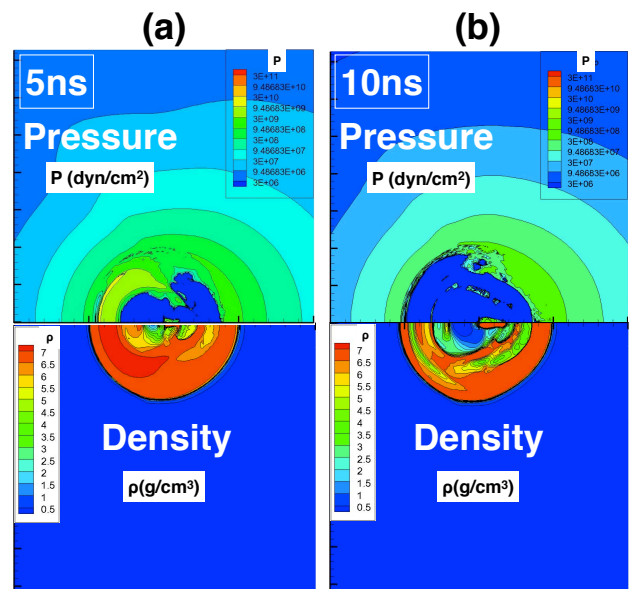 (a)
5ns
Pressure
P (dyn/cm²)
P
3E+11
9.48683E+10
3E+10
9.48683E+09
3E+09
9.48683E+08
3E+08
9.48683E+07
3E+07
9.48683E+06
3E+06
ρ
7
6.5
6
5.5
5
4.5
4
3.5
3
2.5
2
1.5
1
0.5
Density
ρ(g/cm³)
(b)
10ns
Pressure
P (dyn/cm²)
P
3E+11
9.48683E+10
3E+10
9.48683E+09
3E+09
9.48683E+08
3E+08
9.48683E+07
3E+07
9.48683E+06
3E+06
ρ
7
6.5
6
5.5
5
4.5
4
3.5
3
2.5
2
1.5
1
0.5
Density
ρ(g/cm³)